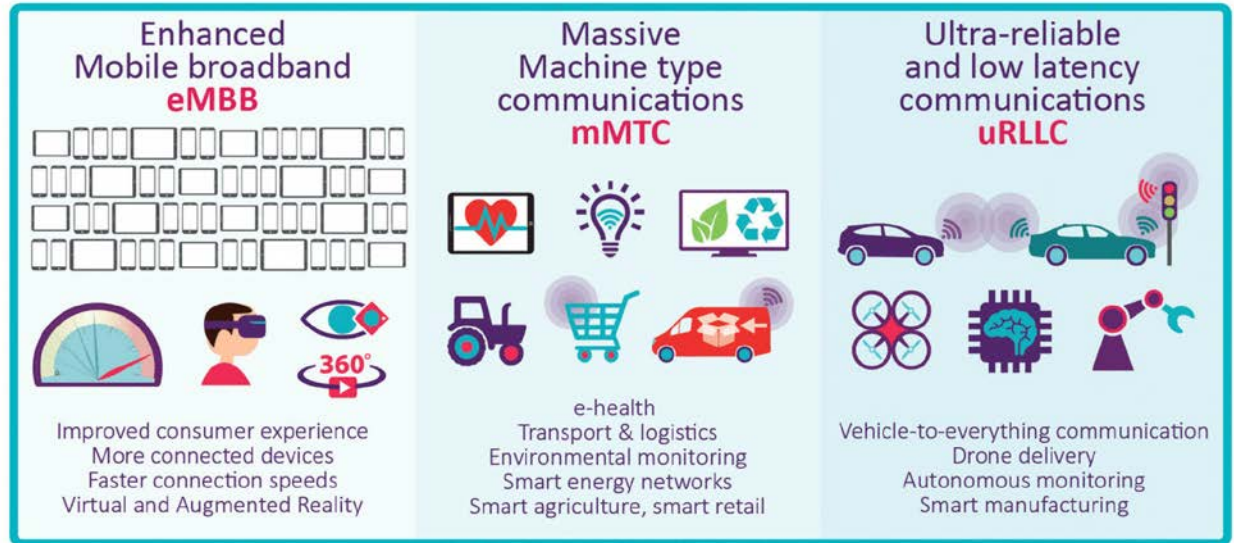 Enhanced
Mobile broadband
eMBB
360°
Improved consumer experience
More connected devices
Faster connection speeds
Virtual and Augmented Reality
Massive
Machine type
communications
mMTC
e-health
Transport & logistics
Environmental monitoring
Smart energy networks
Smart agriculture, smart retail
Ultra-reliable
and low latency
communications
uRLLC
Vehicle-to-everything communication
Drone delivery
Autonomous monitoring
Smart manufacturing